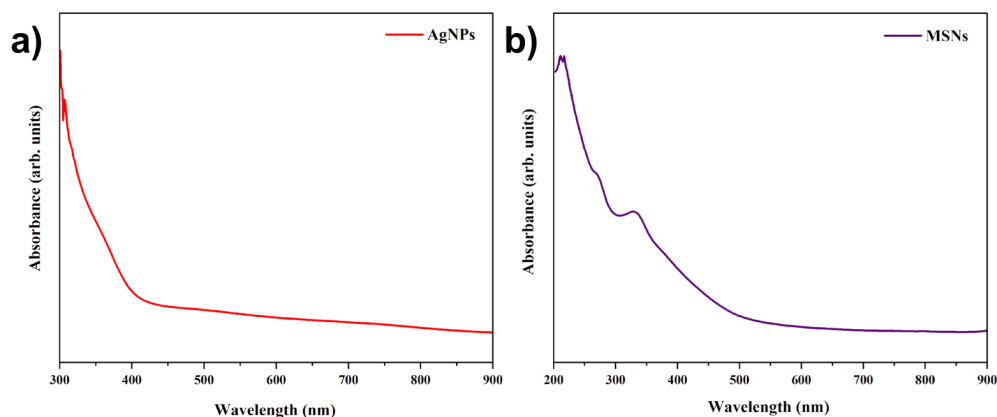 a)
AgNPs
Absorbance (arb. units)
300 400 500 600 700 800 900
Wavelength (nm)
b)
MSNs
Absorbance (arb. units)
200 300 400 500 600 700 800 900
Wavelength (nm)